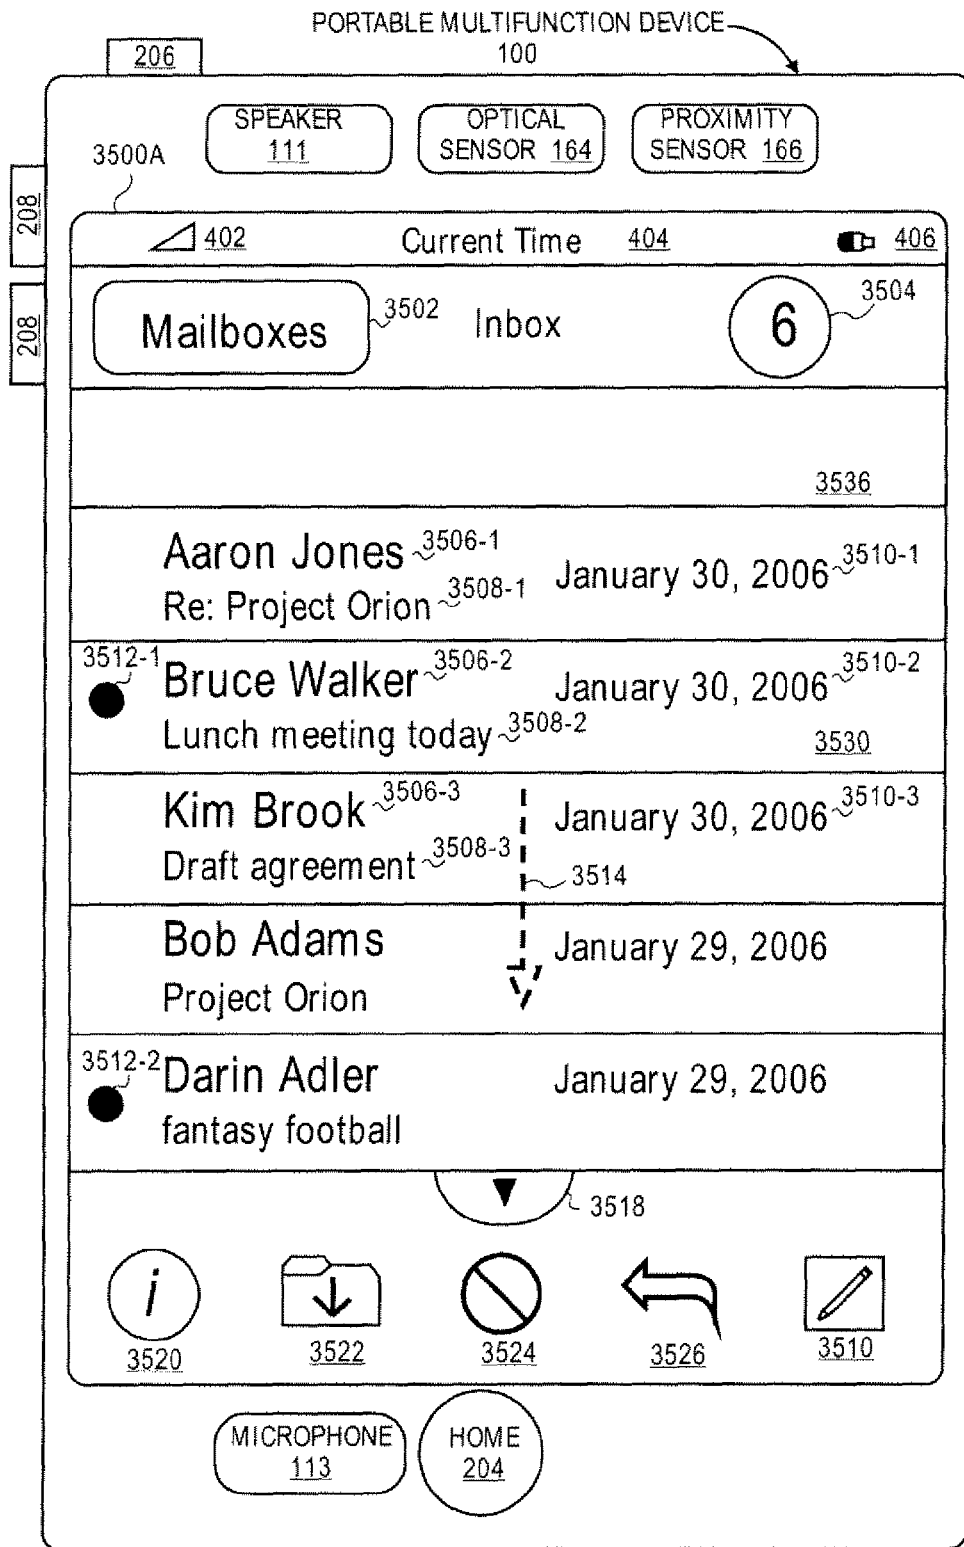 PORTABLE MULTIFUNCTION DEVICE
100
206
SPEAKER
111
OPTICAL
SENSOR 164
PROXIMITY
SENSOR 166
3500A
208
402
Current Time 404
406
208
Mailboxes
3502
Inbox
6
3504
3536
Aaron Jones 3506-1
January 30, 2006 3510-1
Re: Project Orion 3508-1
3512-1
Bruce Walker 3506-2
January 30, 2006 3510-2
Lunch meeting today 3508-2
3530
Kim Brook 3506-3
January 30, 2006 3510-3
Draft agreement 3508-3
3514
Bob Adams
January 29, 2006
Project Orion
3512-2
Darin Adler
January 29, 2006
fantasy football
3518
i
3520
3522
3524
3526
3510
MICROPHONE
113
HOME
204